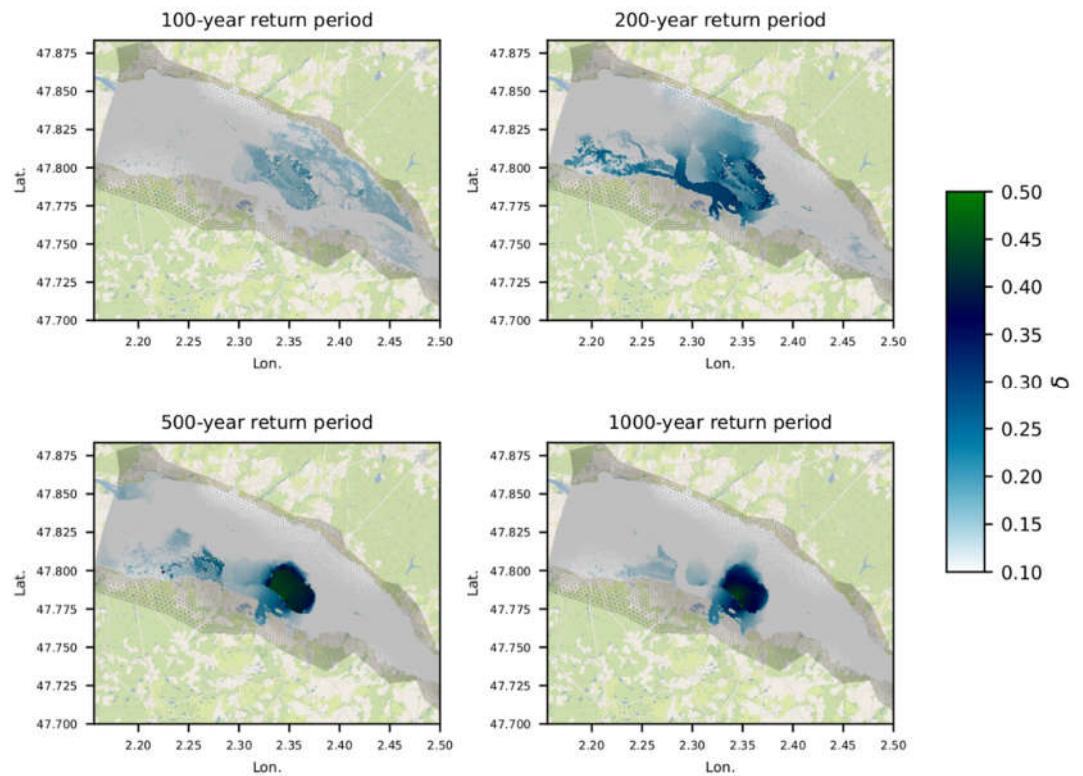 100-year return period
200-year return period
47.875
47.850
47.825
47.800
47.775
47.750
47.725
47.700
Lat.
2.20 2.25 2.30 2.35 2.40 2.45 2.50
Lon.
47.875
47.850
47.825
47.800
47.775
47.750
47.725
47.700
Lat.
2.20 2.25 2.30 2.35 2.40 2.45 2.50
Lon.
500-year return period
1000-year return period
47.875
47.850
47.825
47.800
47.775
47.750
47.725
47.700
Lat.
2.20 2.25 2.30 2.35 2.40 2.45 2.50
Lon.
47.875
47.850
47.825
47.800
47.775
47.750
47.725
47.700
Lat.
2.20 2.25 2.30 2.35 2.40 2.45 2.50
Lon.
0.50
0.45
0.40
0.35
0.30
0.25
0.20
0.15
0.10
δ